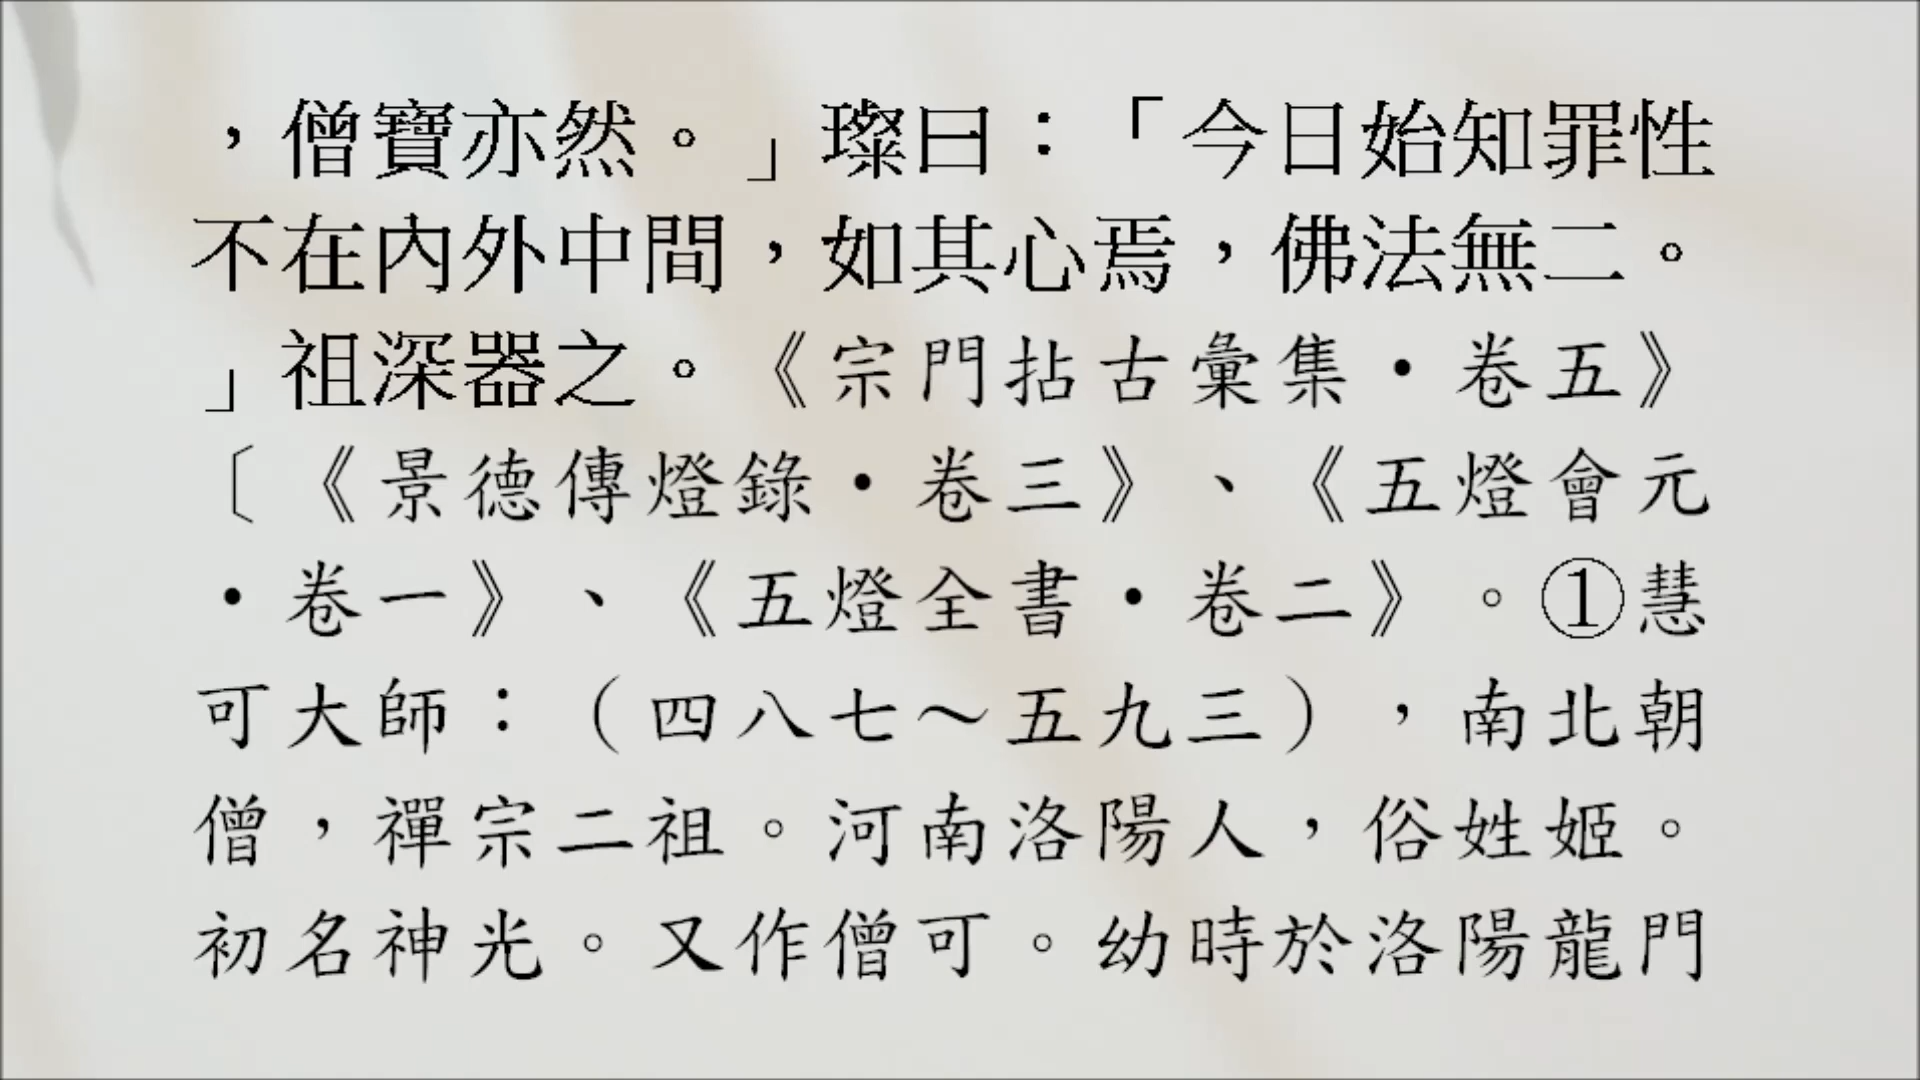 ，僧寶亦然。」璨曰：「今日始知罪性
不在內外中間，如其心焉，佛法無二。
」祖深器之。《宗門拈古彙集・卷五》
〔《景德傳燈錄・卷三》、《五燈會元
・卷一》、《五燈全書・卷二》。①慧
可大師：（四八七～五九三），南北朝
僧，禪宗二祖。河南洛陽人，俗姓姬。
初名神光。又作僧可。幼時於洛陽龍門